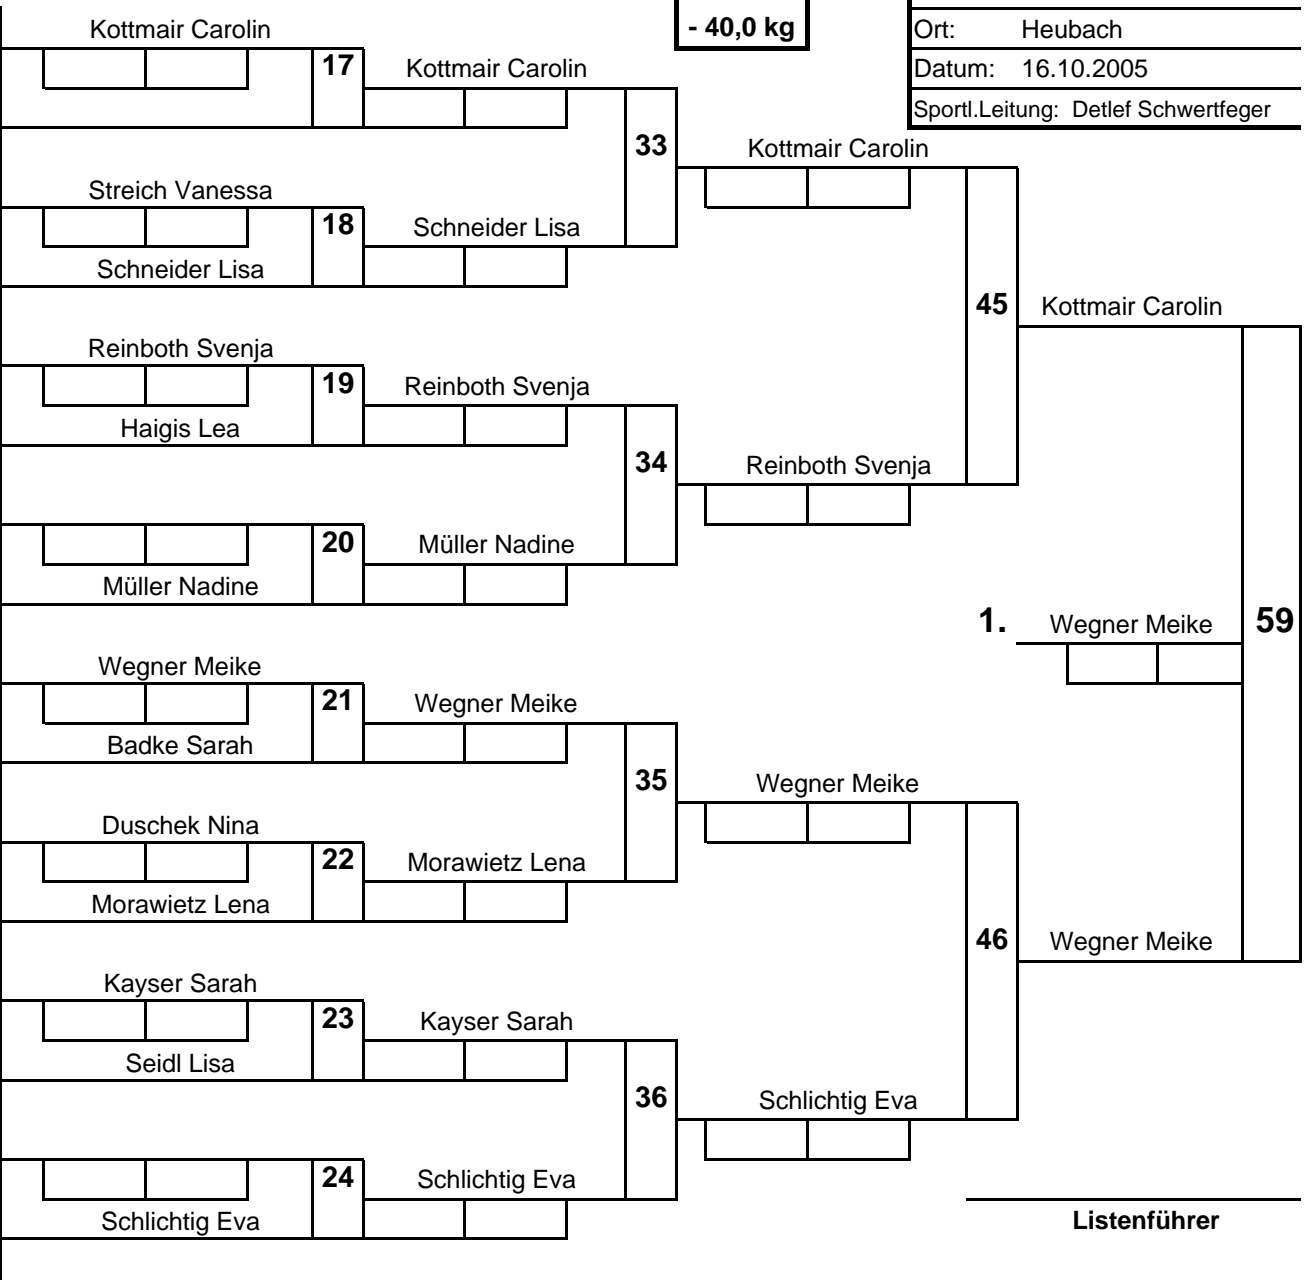 - 40,0 kg
Ort: Heubach
Datum: 16.10.2005
Sportl.Leitung: Detlef Schwertfeger
Kottmair Carolin
17
Kottmair Carolin
33
Kottmair Carolin
Streich Vanessa
18
Schneider Lisa
Schneider Lisa
45
Kottmair Carolin
Reinboth Svenja
19
Reinboth Svenja
Haigis Lea
34
Reinboth Svenja
20
Müller Nadine
Müller Nadine
1. Wegner Meike
59
Wegner Meike
21
Wegner Meike
Badke Sarah
35
Wegner Meike
Duschek Nina
22
Morawietz Lena
Morawietz Lena
46
Wegner Meike
Kayser Sarah
23
Kayser Sarah
Seidl Lisa
36
Schlichtig Eva
24
Schlichtig Eva
Schlichtig Eva
Listenführer